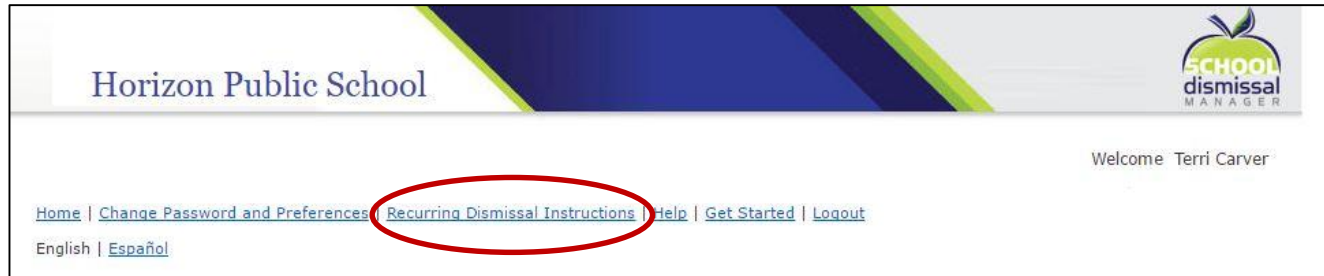 Horizon Public School
SCHOOL
dismissal
MANAGER
Welcome Terri Carver
Home | Change Password and Preferences | Recurring Dismissal Instructions | Help | Get Started | Logout
English | Español